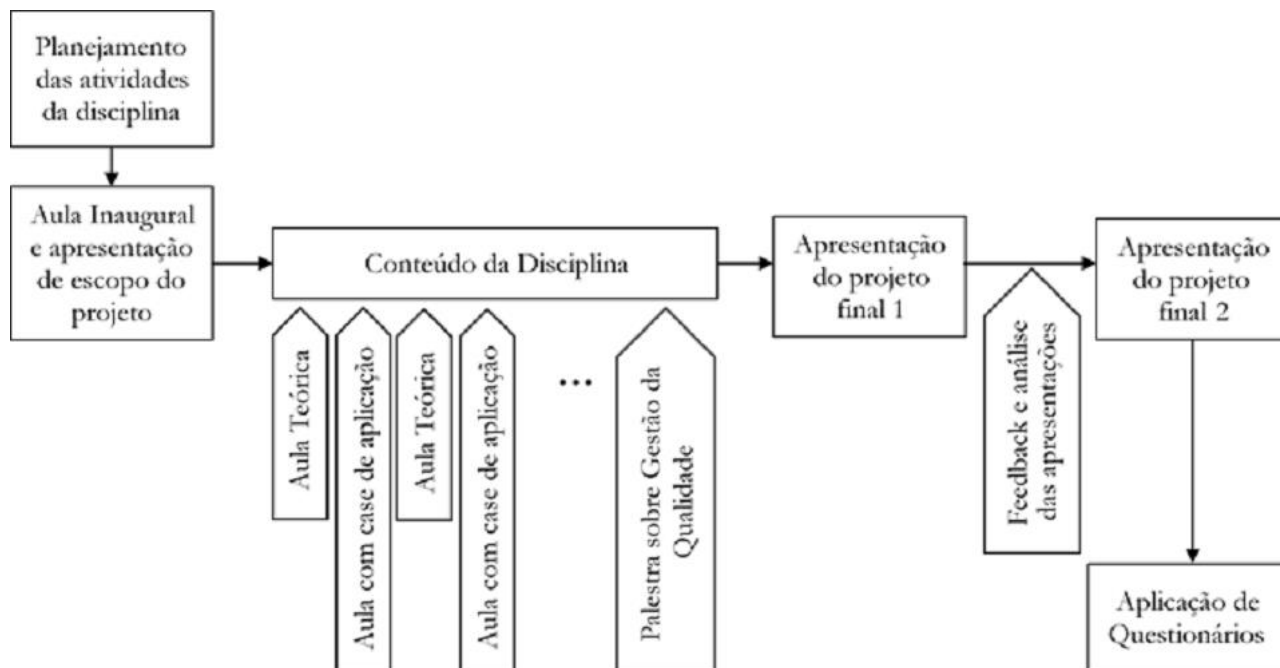 Planejamento
das atividades
da disciplina
Aula Inaugural
e apresentação
de escopo do
projeto
Conteúdo da Disciplina
Aula Teórica
Aula com case de aplicação
Aula Teórica
Aula com case de aplicação
...
Palestra sobre Gestão da
Qualidade
Apresentação
do projeto
final 1
Feedback e análise
das apresentações
Apresentação
do projeto
final 2
Aplicação de
Questionários